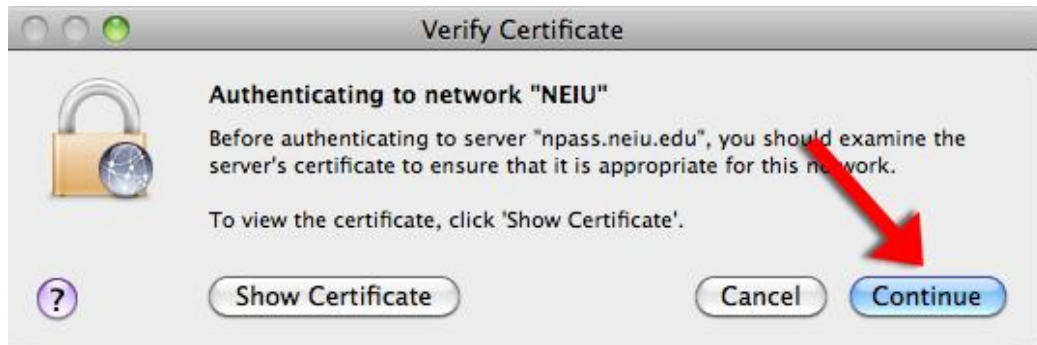 Verify Certificate
Authenticating to network "NEIU"
Before authenticating to server "npass.neiu.edu", you should examine the
server's certificate to ensure that it is appropriate for this network.
To view the certificate, click 'Show Certificate'.
?
Show Certificate
Cancel
Continue